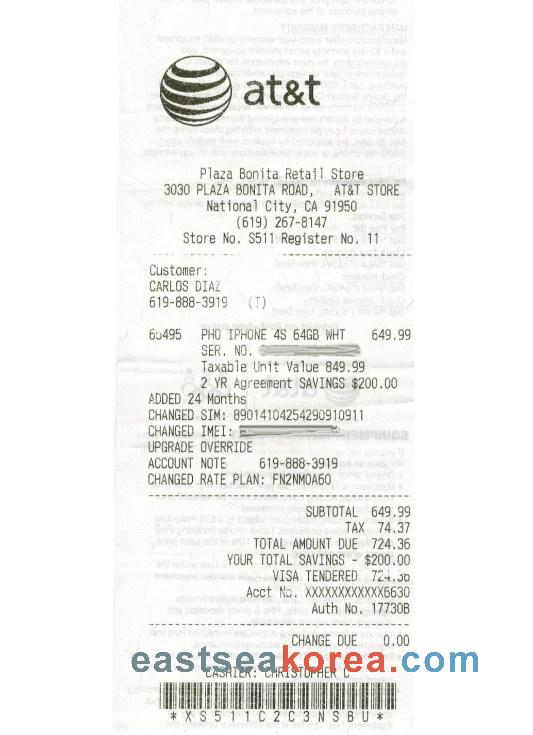 at&t
Plaza Bonita Retail Store
3030 PLAZA BONITA ROAD, AT&T STORE
National City, CA 91950
(619) 267-8147
Store No. S511 Register No. 11
Customer:
CARLOS DIAZ
619-888-3919 (T)
65495 PHO IPHONE 4S 64GB WHT 649.99
SER. NO.
Taxable Unit Value 849.99
2 YR Agreement SAVINGS $200.00
ADDED 24 Months
CHANGED SIM: 89014104254290910911
CHANGED IMEI:
UPGRADE OVERRIDE
ACCOUNT NOTE 619-888-3919
CHANGED RATE PLAN: FN2NMOA60
SUBTOTAL 649.99
TAX 74.37
TOTAL AMOUNT DUE 724.36
YOUR TOTAL SAVINGS - $200.00
VISA TENDERED 724.36
Acct No. XXXXXXXXXXXX6630
Auth No. 17730B
CHANGE DUE 0.00
eastseakorea.com
CASHIER: CHRISTOPHER C
*XS511C2C3NSBU*